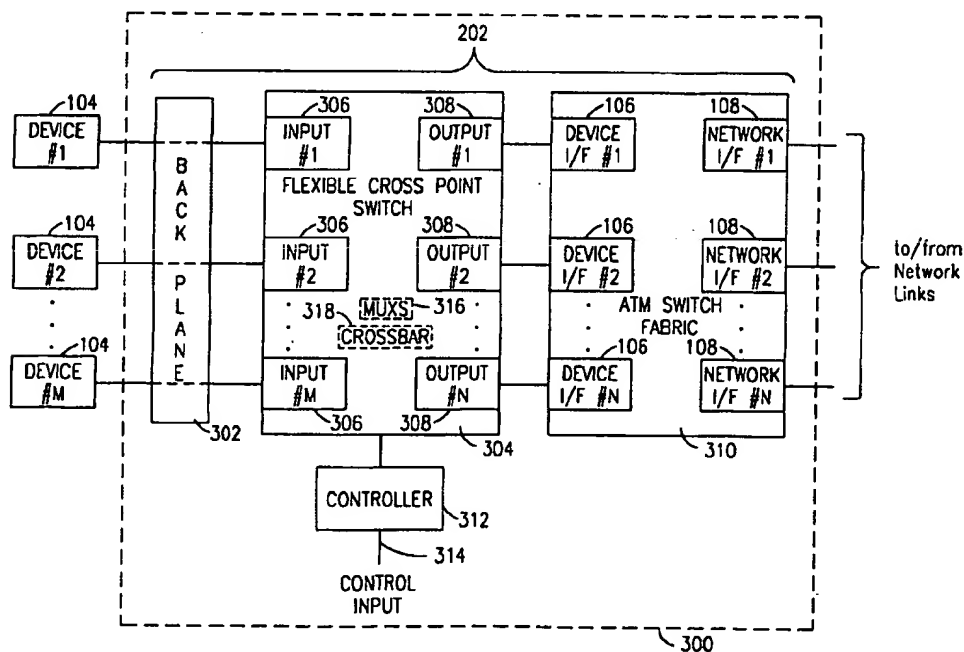 202
104
DEVICE
#1
BACK PLANE
302
306
INPUT
#1
308
OUTPUT
#1
106
DEVICE
I/F #1
108
NETWORK
I/F #1
FLEXIBLE CROSS POINT
SWITCH
104
DEVICE
#2
306
INPUT
#2
308
OUTPUT
#2
106
DEVICE
I/F #2
108
NETWORK
I/F #2
to/from
Network
Links
MUXS
316
318
CROSSBAR
ATM SWITCH
FABRIC
104
DEVICE
#M
INPUT
#M
306
OUTPUT
#N
308
106
DEVICE
I/F #N
108
NETWORK
I/F #N
304
310
CONTROLLER
312
314
CONTROL
INPUT
300